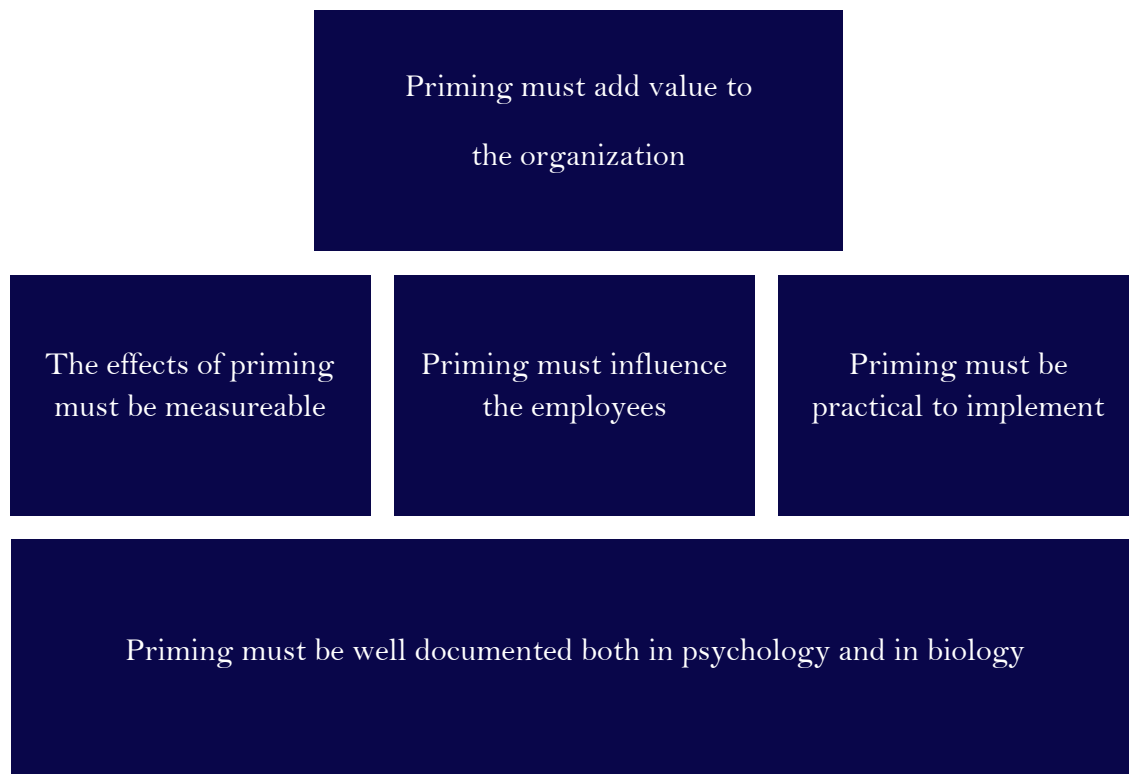 Priming must add value to
the organization
The effects of priming
must be measureable
Priming must influence
the employees
Priming must be
practical to implement
Priming must be well documented both in psychology and in biology